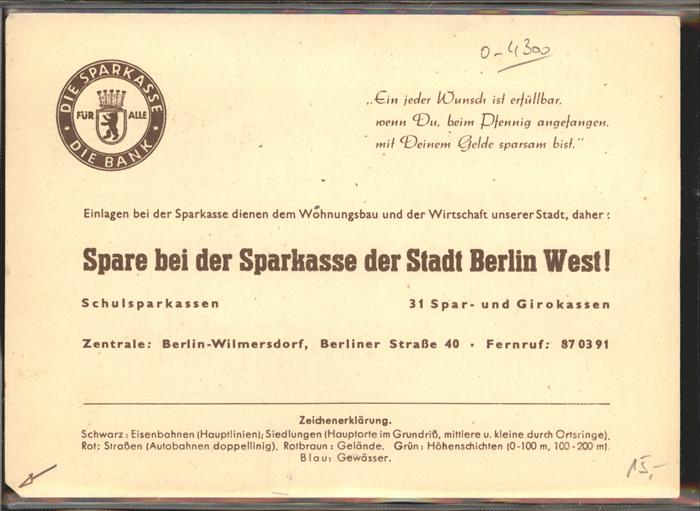 0-4300
DIE SPARKASSE
FÜR ALLE
DIE BANK
„Ein jeder Wunsch ist erfüllbar,
wenn Du, beim Pfennig angefangen,
mit Deinem Gelde sparsam bist.“
Einlagen bei der Sparkasse dienen dem Wohnungsbau und der Wirtschaft unserer Stadt, daher:
Spare bei der Sparkasse der Stadt Berlin West!
Schulsparkassen 31 Spar- und Girokassen
Zentrale: Berlin-Wilmersdorf, Berliner Straße 40 · Fernruf: 87 03 91
Zeichenerklärung.
Schwarz: Eisenbahnen (Hauptlinien); Siedlungen (Hauptorte im Grundriß, mittlere u. kleine durch Ortsringe).
Rot: Straßen (Autobahnen doppellinig). Rotbraun: Gelände. Grün: Höhenschichten (0-100 m, 100-200 m).
Blau: Gewässer.
15,-